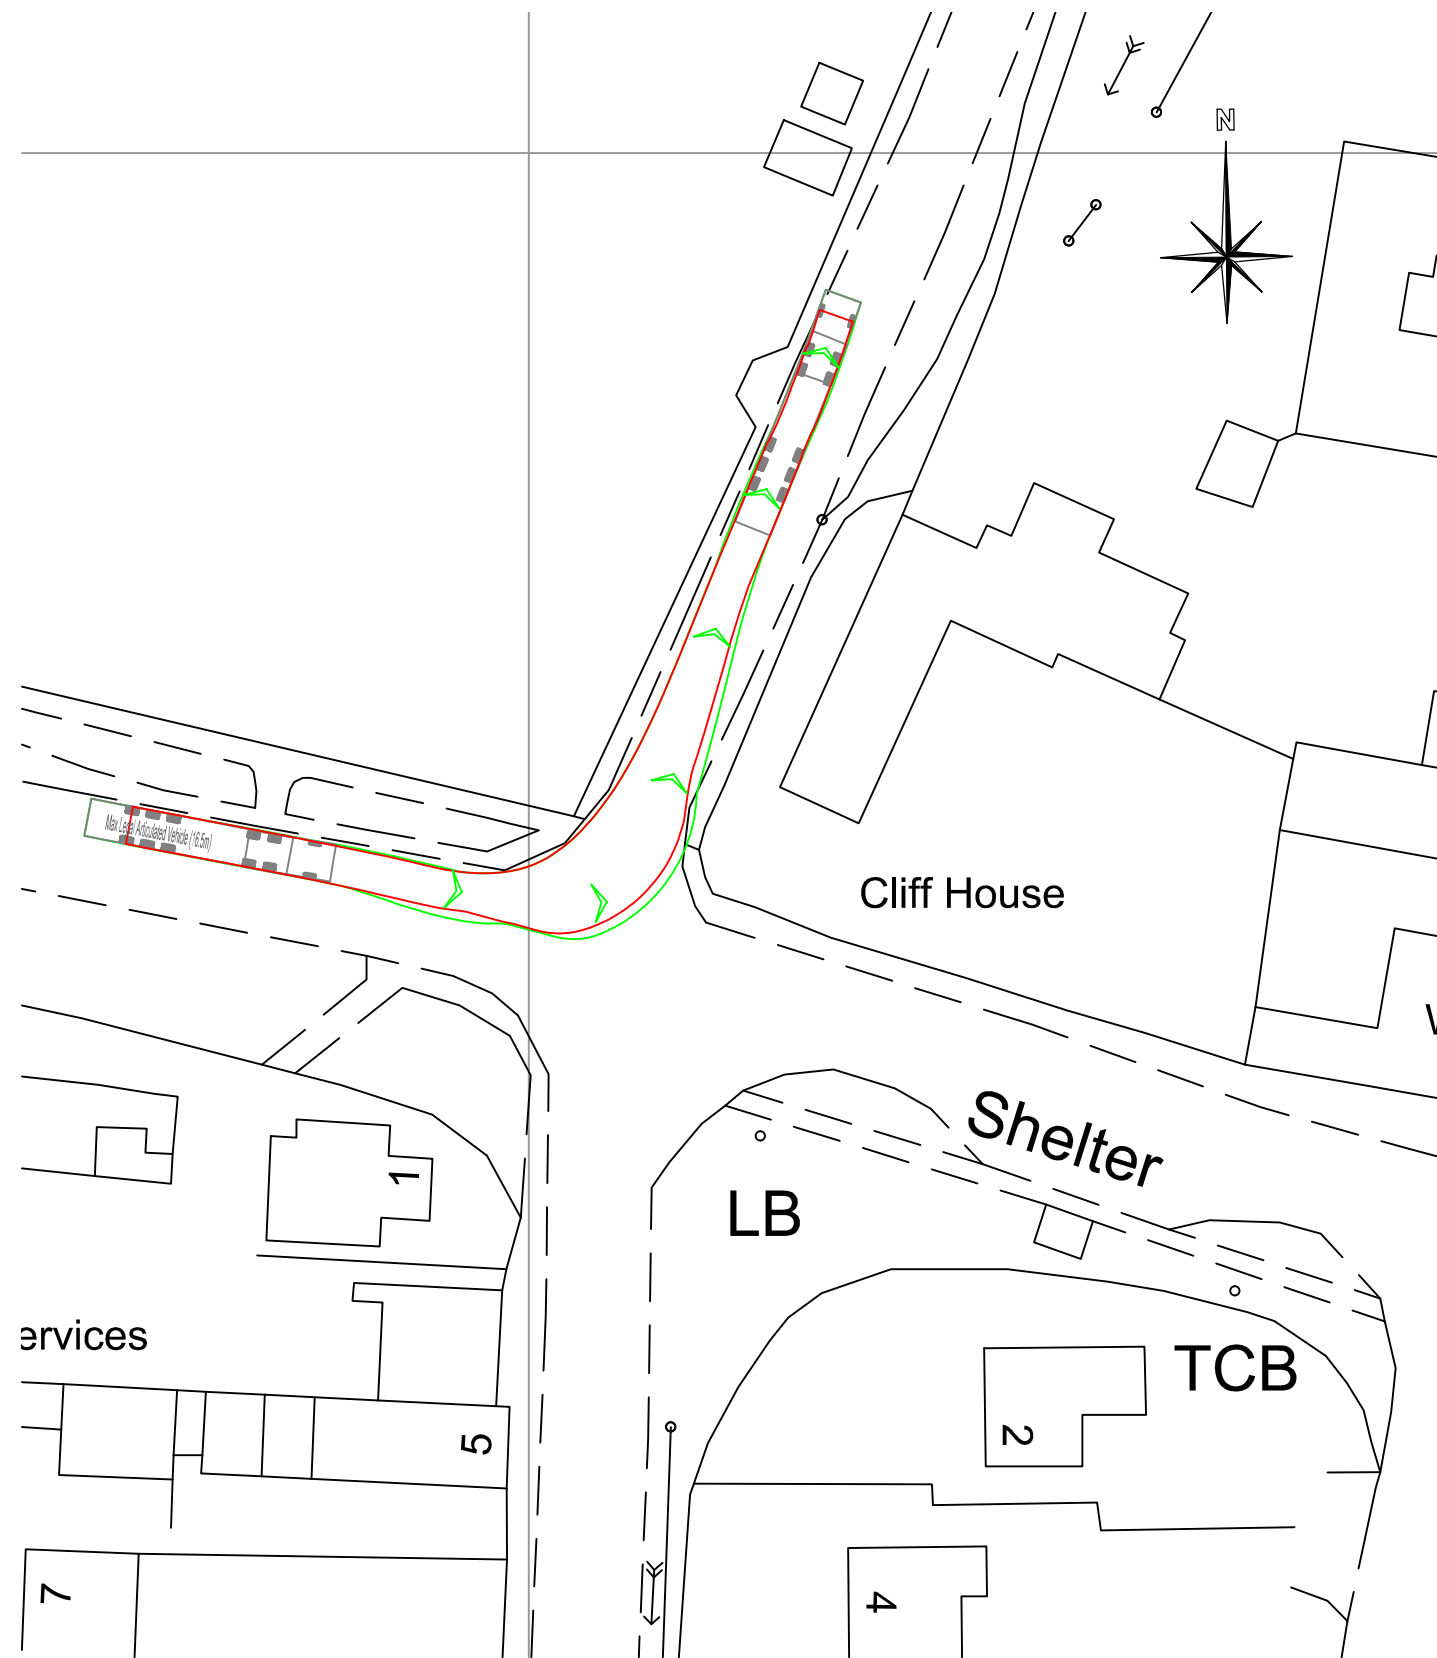 N
Max Legal Articulated Vehicle (16.5m)
Cliff House
Shelter
1
LB
ervices
TCB
5
2
7
4